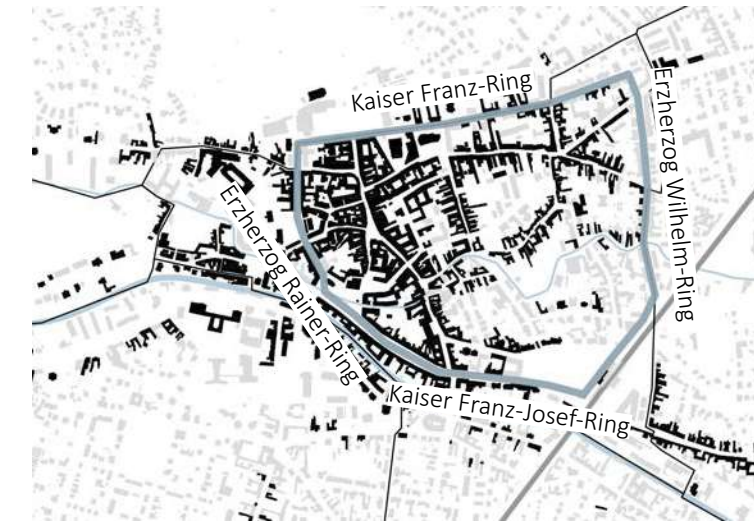 Kaiser Franz-Ring
Erzherzog Wilhelm-Ring
Erzherzog Rainer-Ring
Kaiser Franz-Josef-Ring